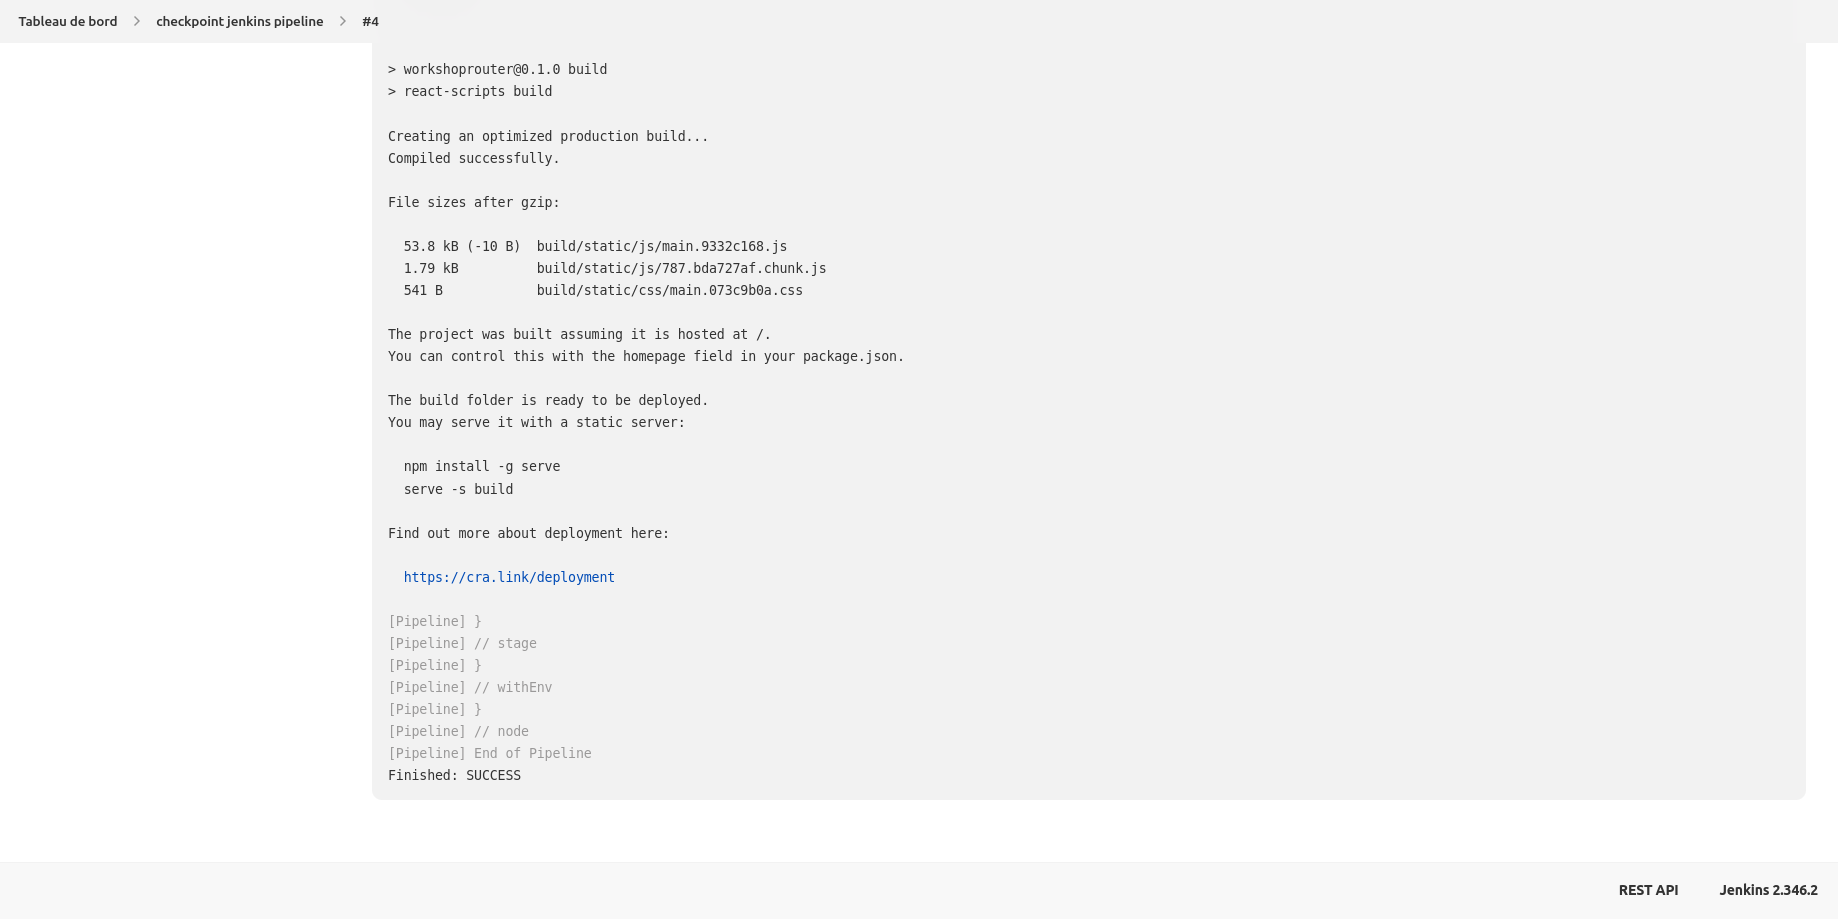 Tableau de bord > checkpoint jenkins pipeline > #4
> workshoprouter@0.1.0 build
> react-scripts build
Creating an optimized production build...
Compiled successfully.
File sizes after gzip:
53.8 kB (-10 B)  build/static/js/main.9332c168.js
1.79 kB          build/static/js/787.bda727af.chunk.js
541 B            build/static/css/main.073c9b0a.css
The project was built assuming it is hosted at /.
You can control this with the homepage field in your package.json.
The build folder is ready to be deployed.
You may serve it with a static server:
npm install -g serve
serve -s build
Find out more about deployment here:
https://cra.link/deployment
[Pipeline] }
[Pipeline] // stage
[Pipeline] }
[Pipeline] // withEnv
[Pipeline] }
[Pipeline] // node
[Pipeline] End of Pipeline
Finished: SUCCESS
REST API Jenkins 2.346.2